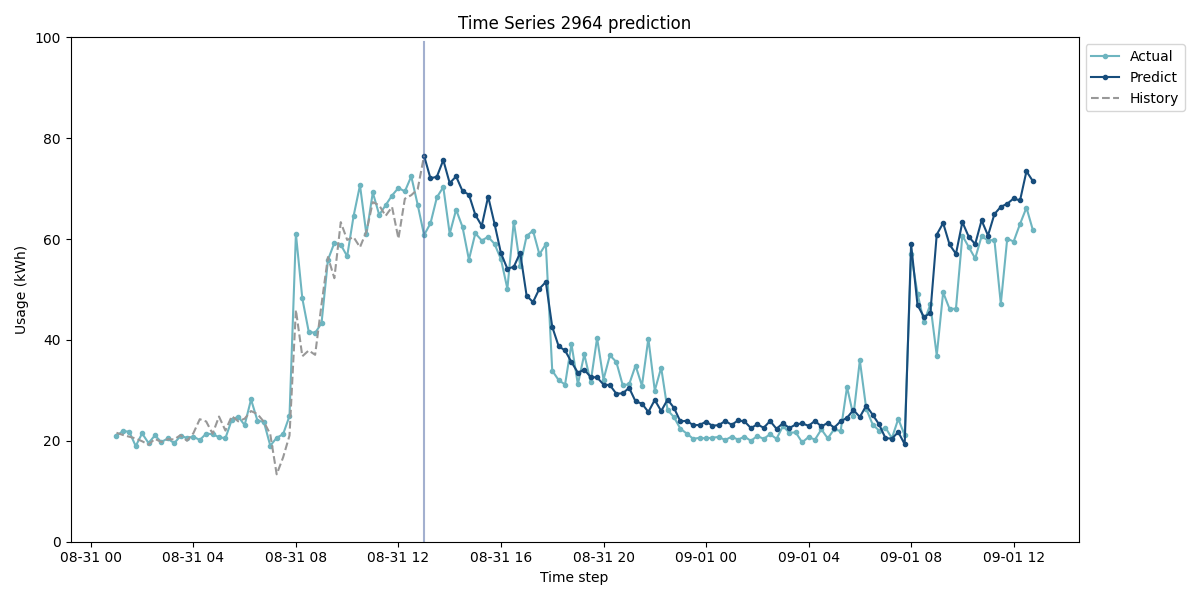 Time Series 2964 prediction
100
80
60
40
20
0
Usage (kWh)
08-31 00 08-31 04 08-31 08 08-31 12 08-31 16 08-31 20 09-01 00 09-01 04 09-01 08 09-01 12
Time step
Actual
Predict
History